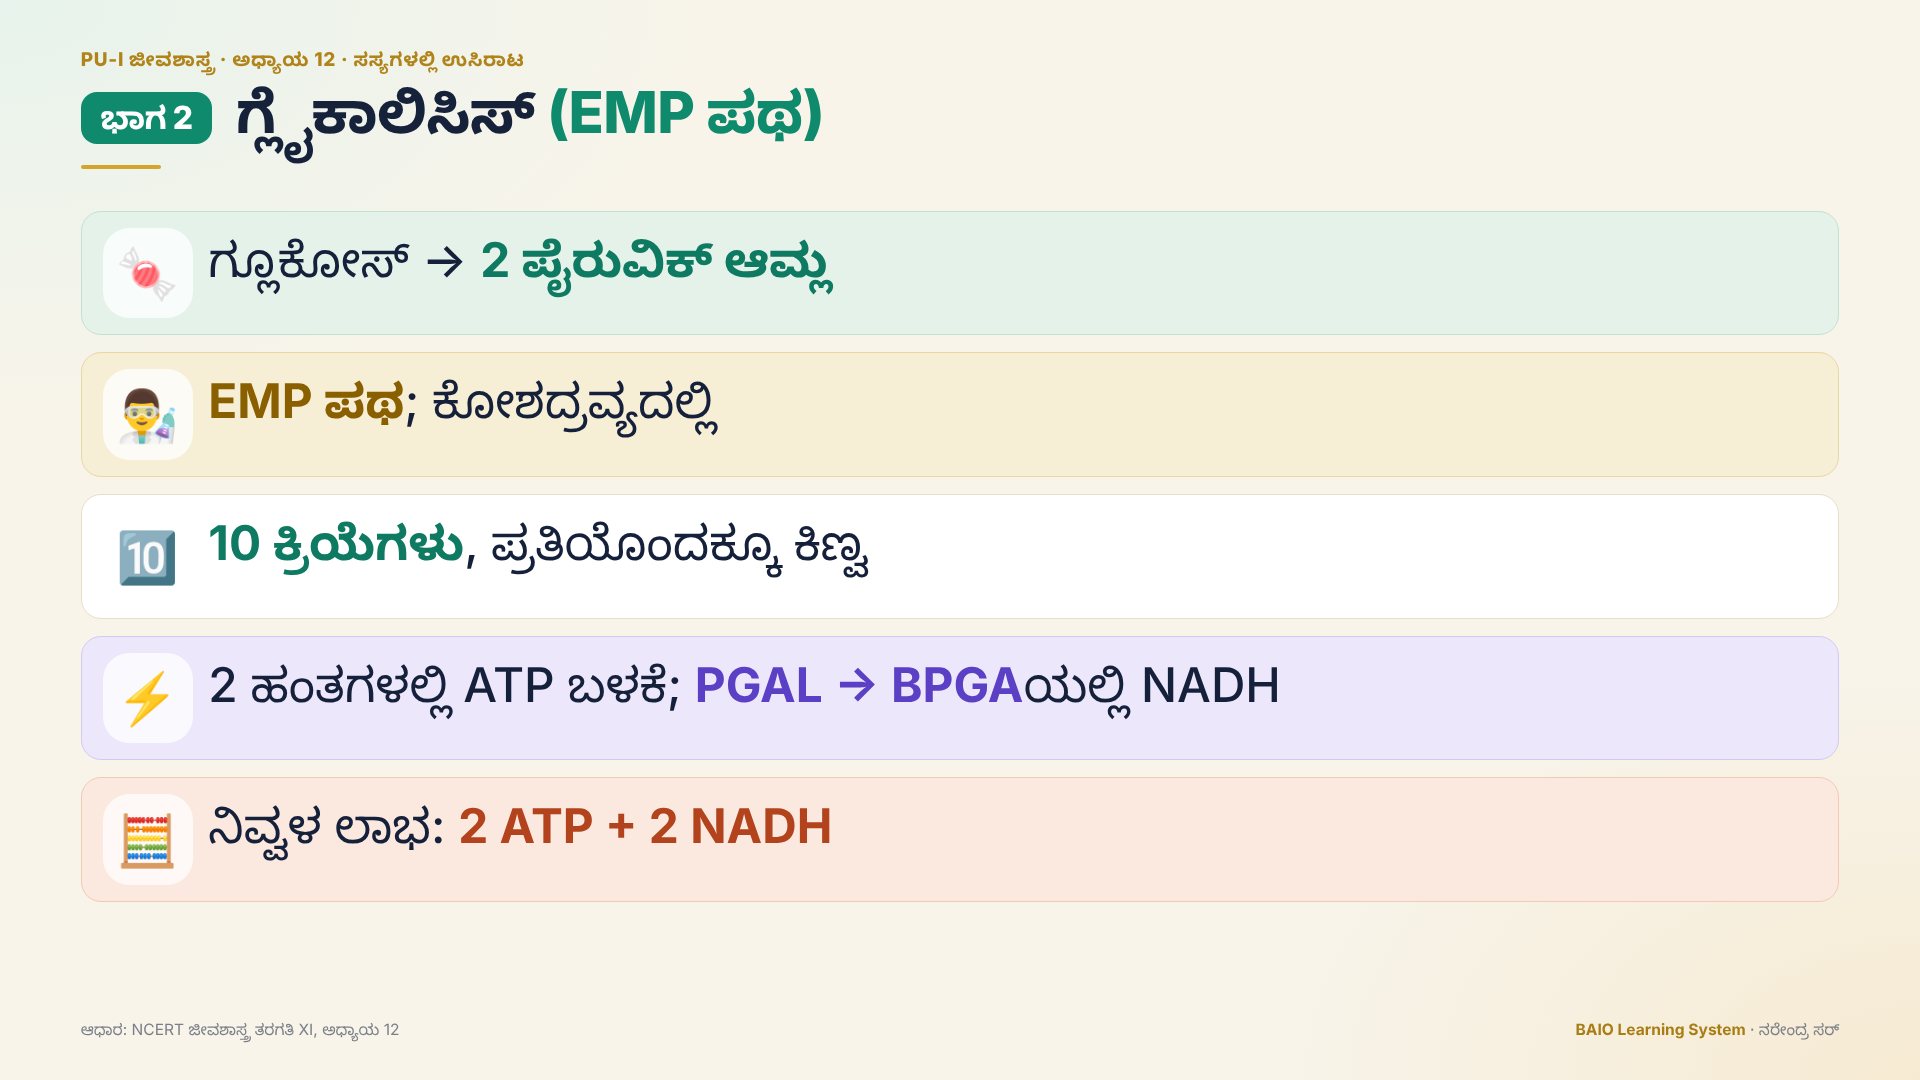 PU-I ಜೀವಶಾಸ್ತ್ರ · ಅಧ್ಯಾಯ 12 · ಸಸ್ಯಗಳಲ್ಲಿ ಉಸಿರಾಟ
ಭಾಗ 2 ಗ್ಲೈಕಾಲಿಸಿಸ್ (EMP ಪಥ)
ಗ್ಲೂಕೋಸ್ → 2 ಪೈರುವಿಕ್ ಆಮ್ಲ
EMP ಪಥ; ಕೋಶದ್ರವ್ಯದಲ್ಲಿ
10 10 ಕ್ರಿಯೆಗಳು, ಪ್ರತಿಯೊಂದಕ್ಕೂ ಕಿಣ್ವ
2 ಹಂತಗಳಲ್ಲಿ ATP ಬಳಕೆ; PGAL → BPGAಯಲ್ಲಿ NADH
ನಿವ್ವಳ ಲಾಭ: 2 ATP + 2 NADH
ಆಧಾರ: NCERT ಜೀವಶಾಸ್ತ್ರ ತರಗತಿ XI, ಅಧ್ಯಾಯ 12
BAIO Learning System · ನರೇಂದ್ರ ಸರ್